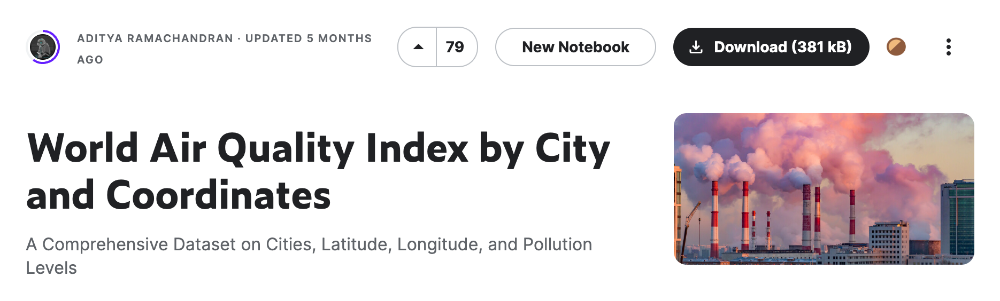 ADITYA RAMACHANDRAN · UPDATED 5 MONTHS
AGO
79
New Notebook
Download (381 kB)
World Air Quality Index by City
and Coordinates
A Comprehensive Dataset on Cities, Latitude, Longitude, and Pollution
Levels